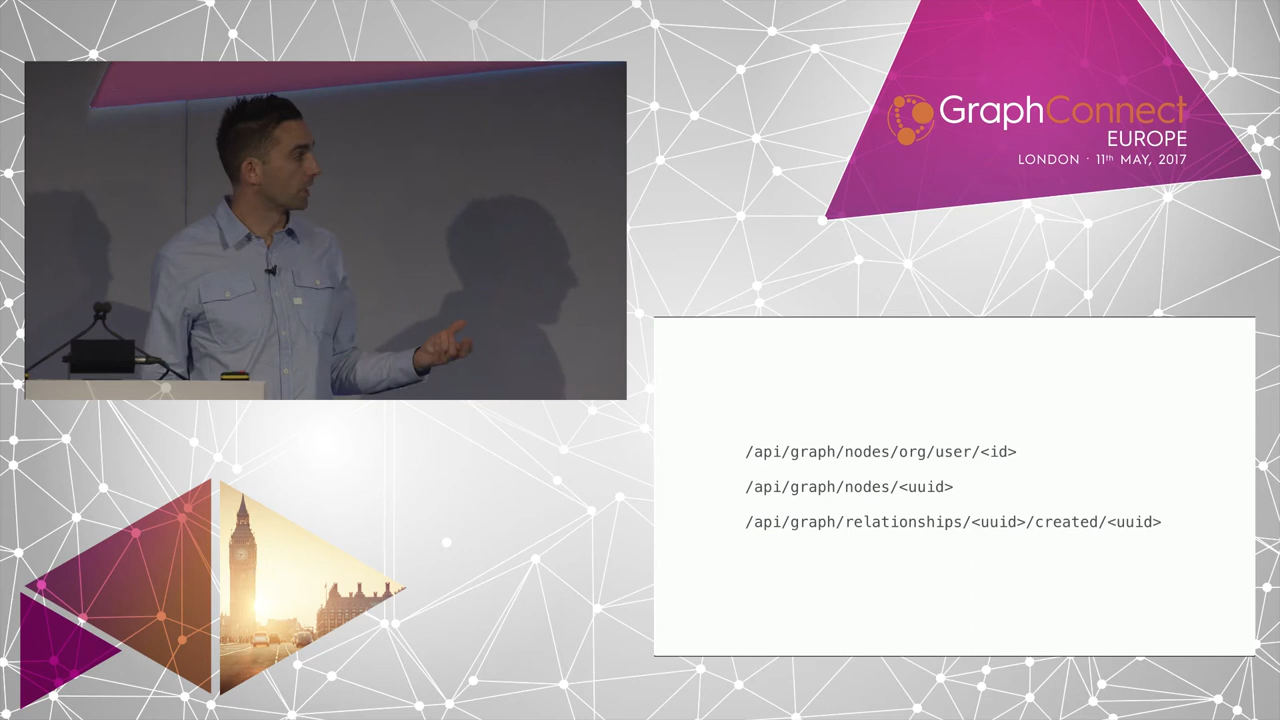 GraphConnect
EUROPE
LONDON · 11th MAY, 2017
/api/graph/nodes/org/user/<id>
/api/graph/nodes/<uuid>
/api/graph/relationships/<uuid>/created/<uuid>